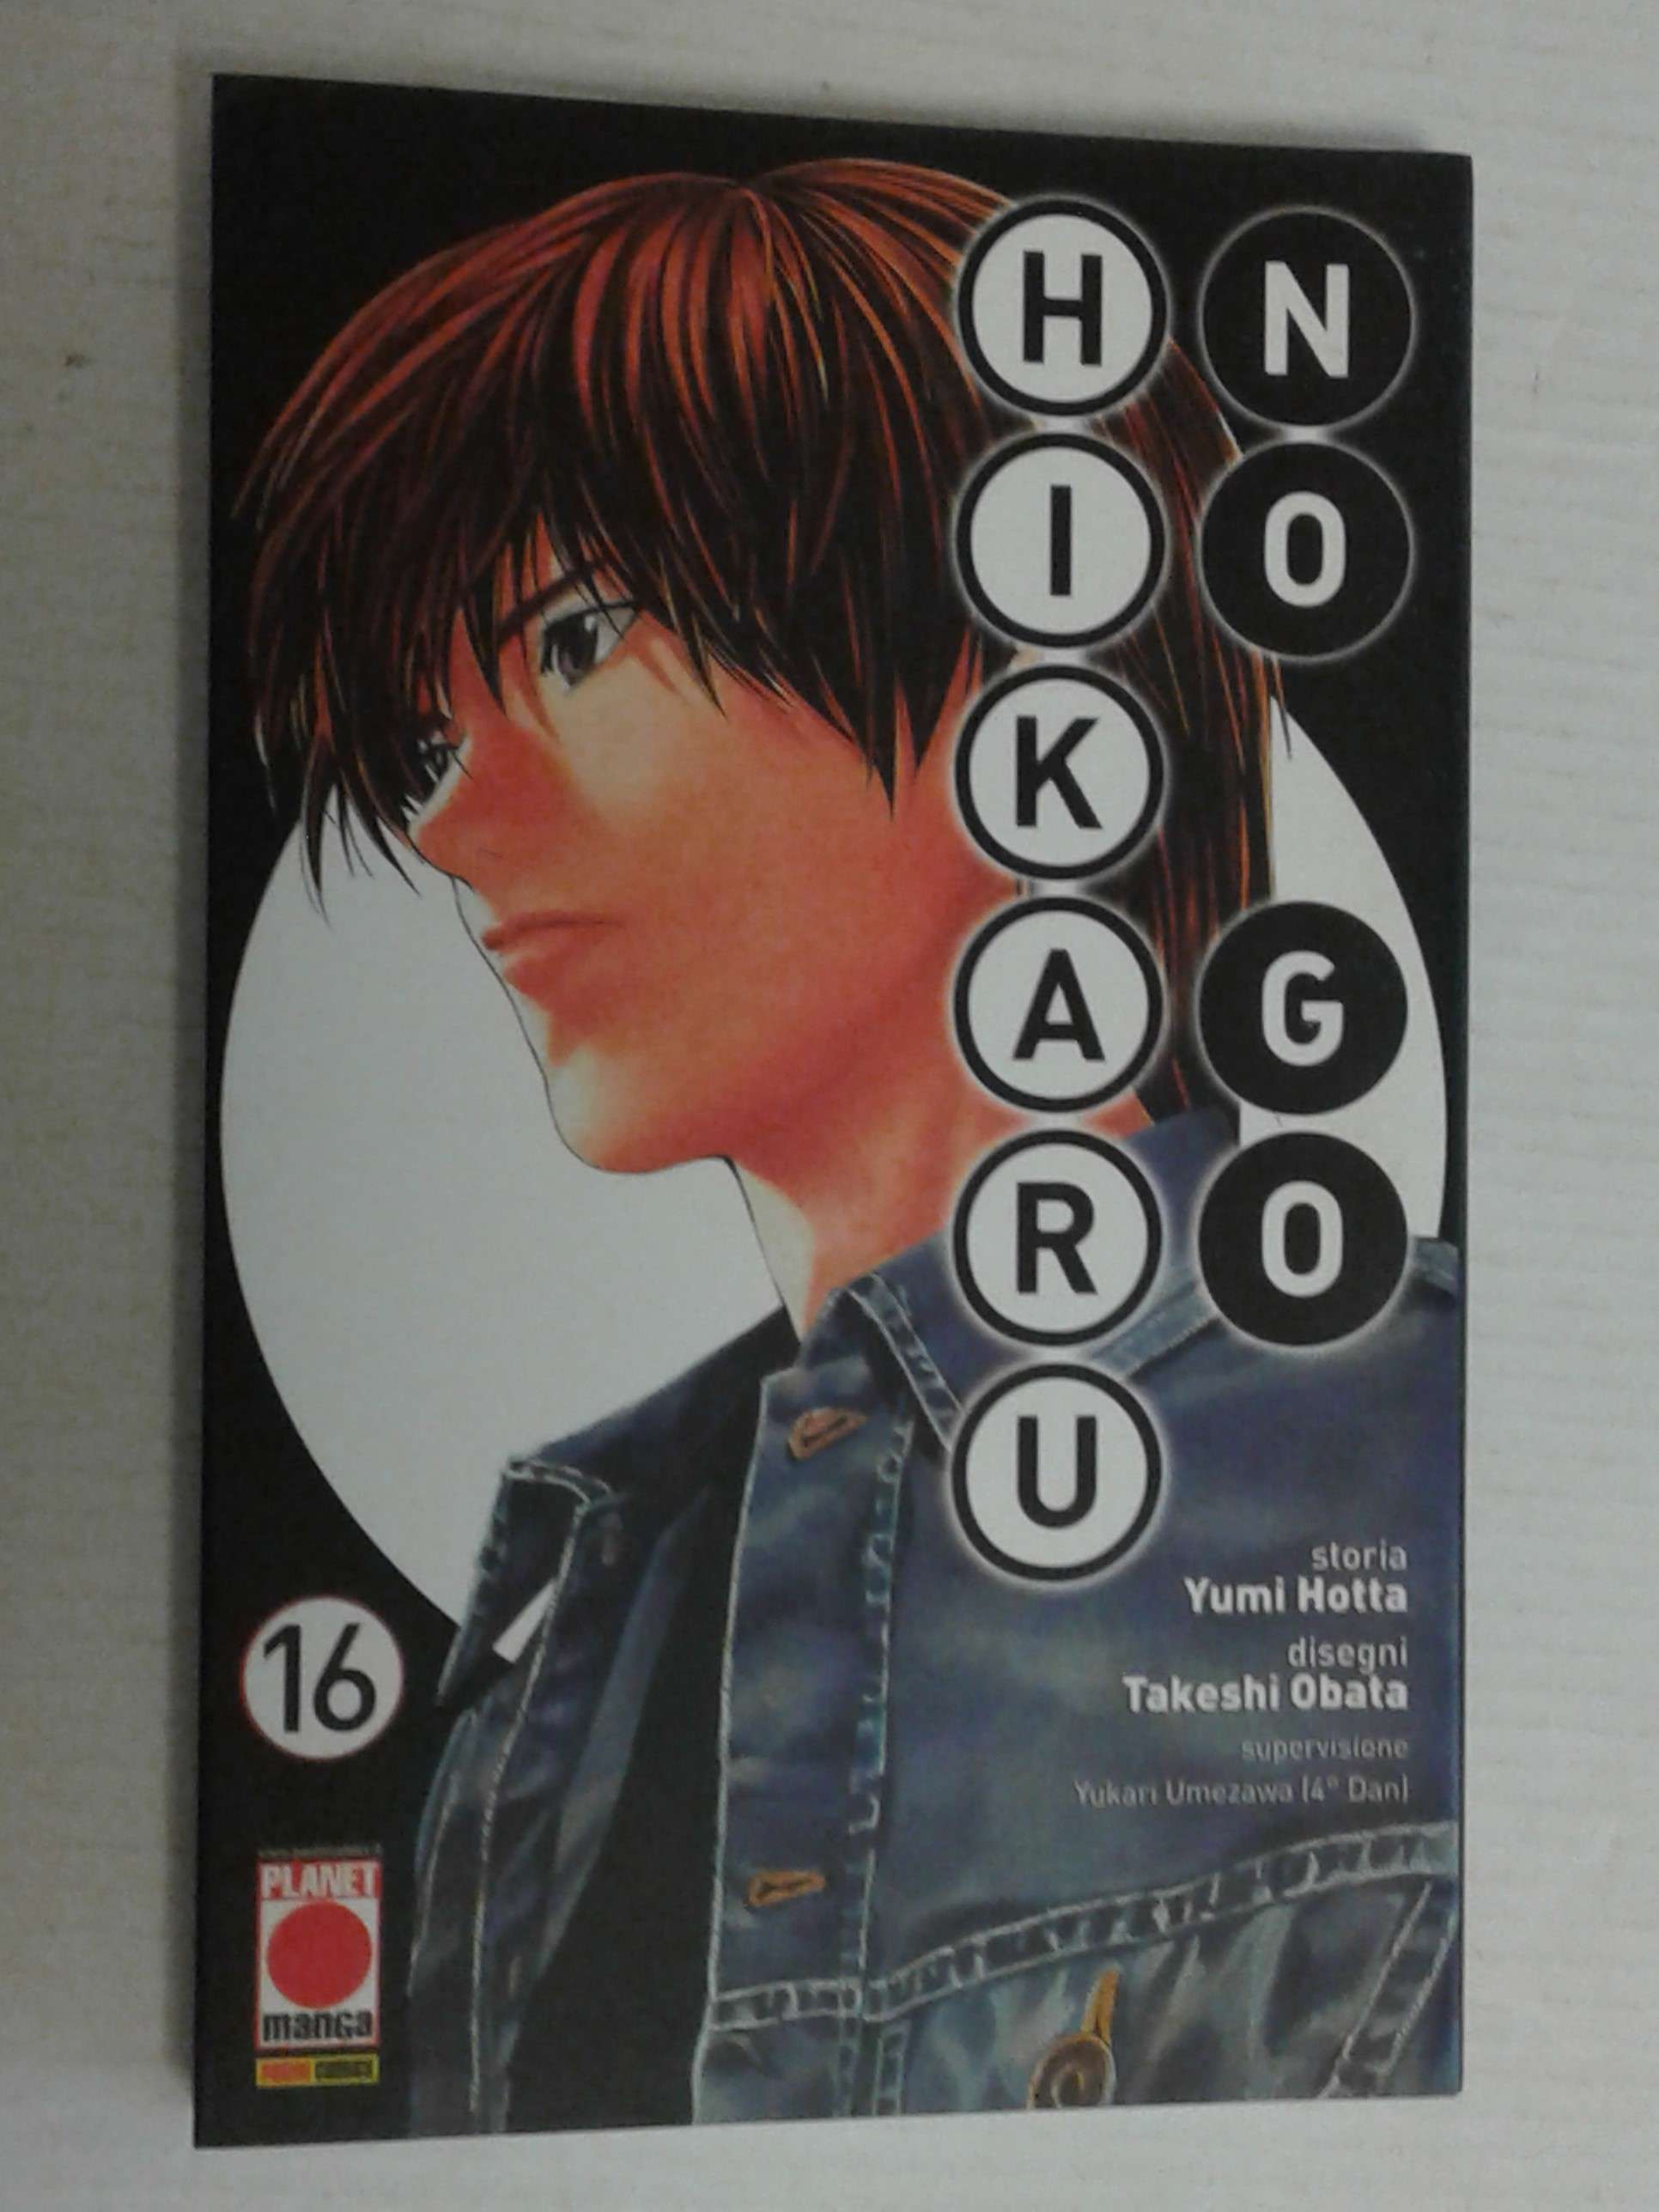 HIKARU
NO
GO
storia
Yumi Hotta
disegni
Takeshi Obata
supervisione
Yukari Umezawa (4° Dan)
16
PLANET
manga